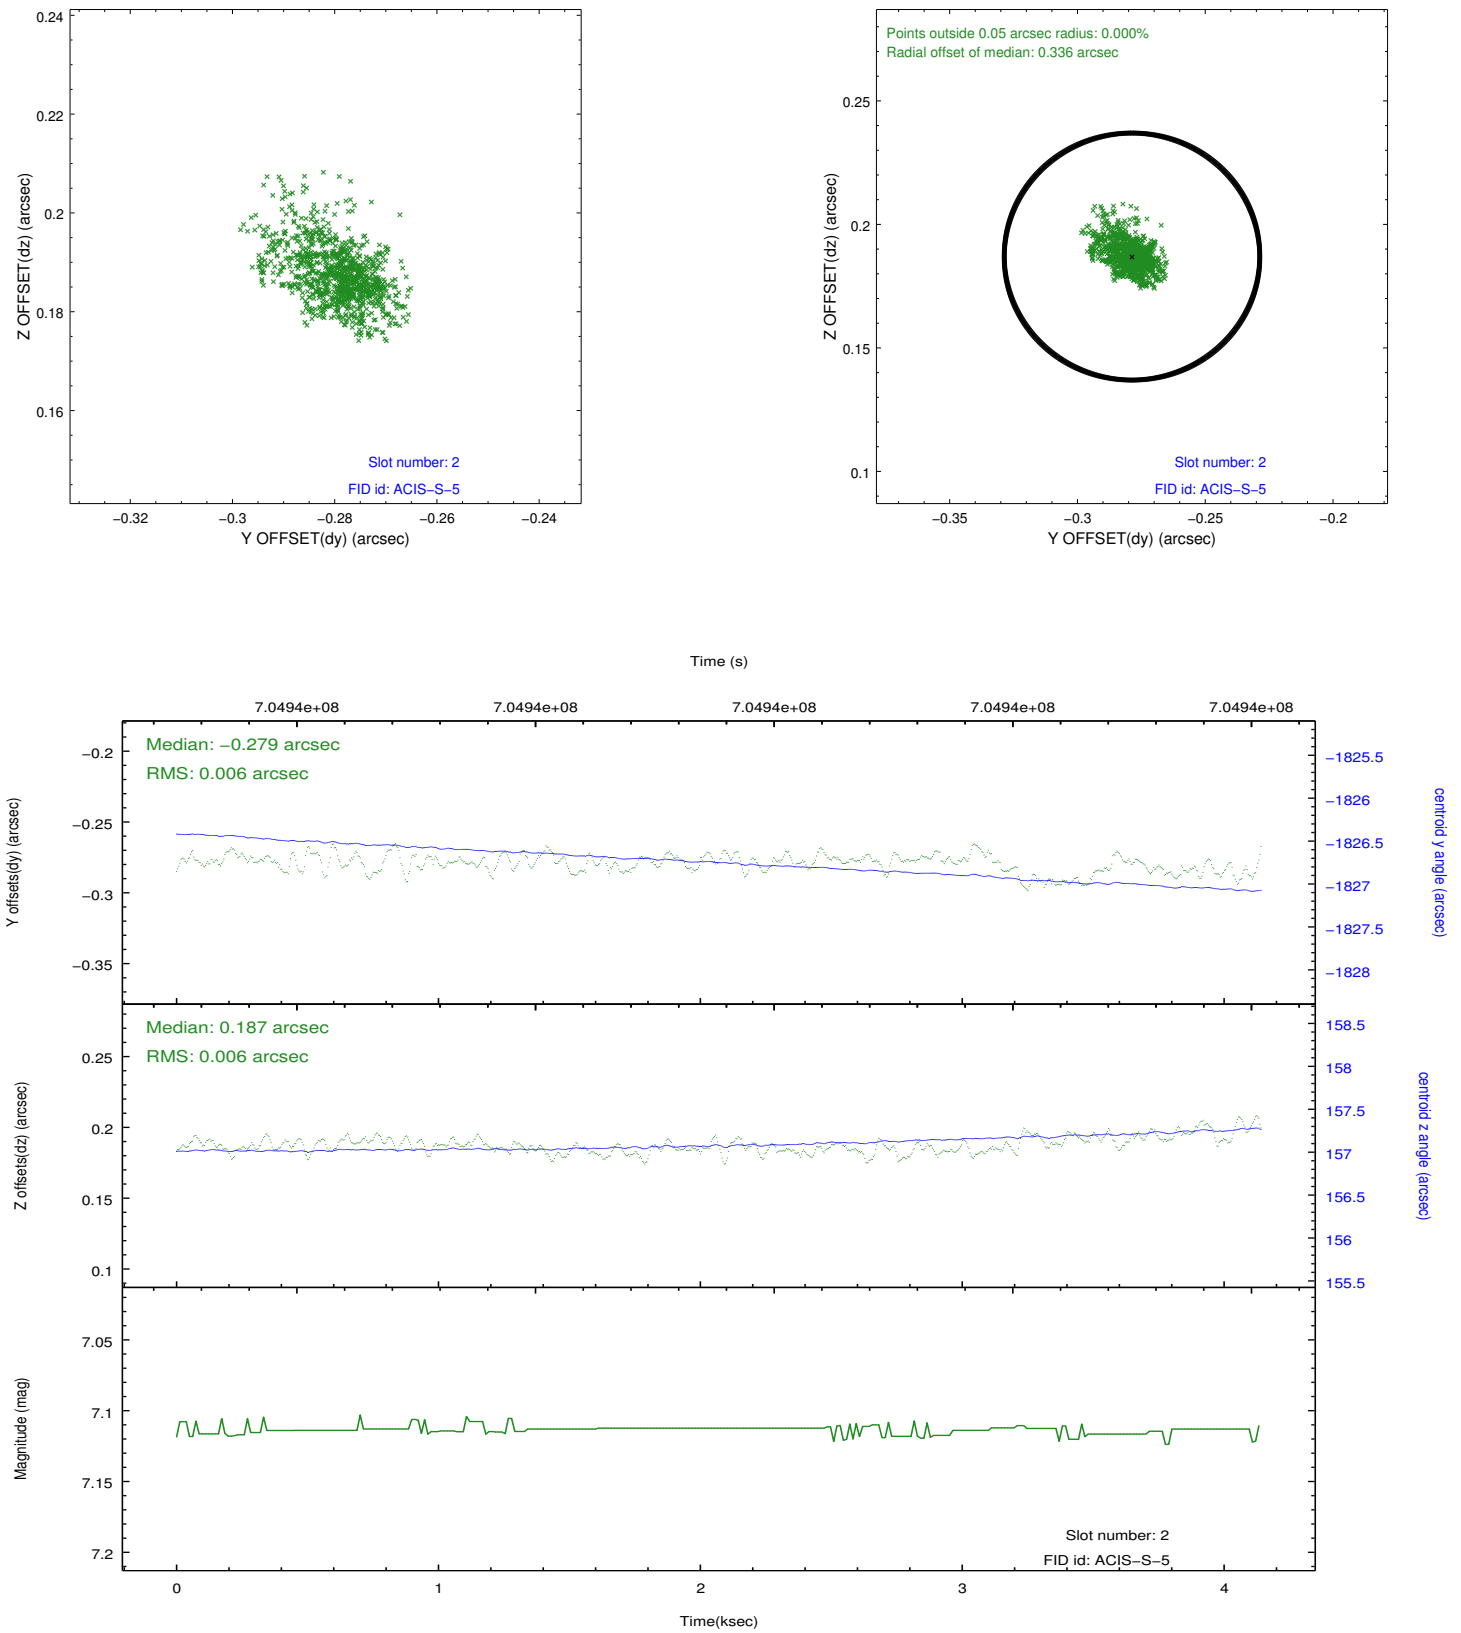 0.24
0.22
0.2
0.18
0.16
Z OFFSET(dz) (arcsec)
Slot number: 2
FID id: ACIS−S−5
−0.32
−0.3
−0.28
−0.26
−0.24
Y OFFSET(dy) (arcsec)
Points outside 0.05 arcsec radius: 0.000%
Radial offset of median: 0.336 arcsec
0.25
0.2
0.15
0.1
Z OFFSET(dz) (arcsec)
Slot number: 2
FID id: ACIS−S−5
−0.35
−0.3
−0.25
−0.2
Y OFFSET(dy) (arcsec)
Time (s)
7.0494e+08
7.0494e+08
7.0494e+08
7.0494e+08
7.0494e+08
Median: −0.279 arcsec
RMS: 0.006 arcsec
−0.2
−0.25
−0.3
−0.35
Y offsets(dy) (arcsec)
−1825.5
−1826
−1826.5
−1827
−1827.5
−1828
centroid y angle (arcsec)
Median: 0.187 arcsec
RMS: 0.006 arcsec
0.25
0.2
0.15
0.1
Z offsets(dz) (arcsec)
158.5
158
157.5
157
156.5
156
155.5
centroid z angle (arcsec)
7.05
7.1
7.15
7.2
Magnitude (mag)
Slot number: 2
FID id: ACIS−S−5
0
1
2
3
4
Time(ksec)